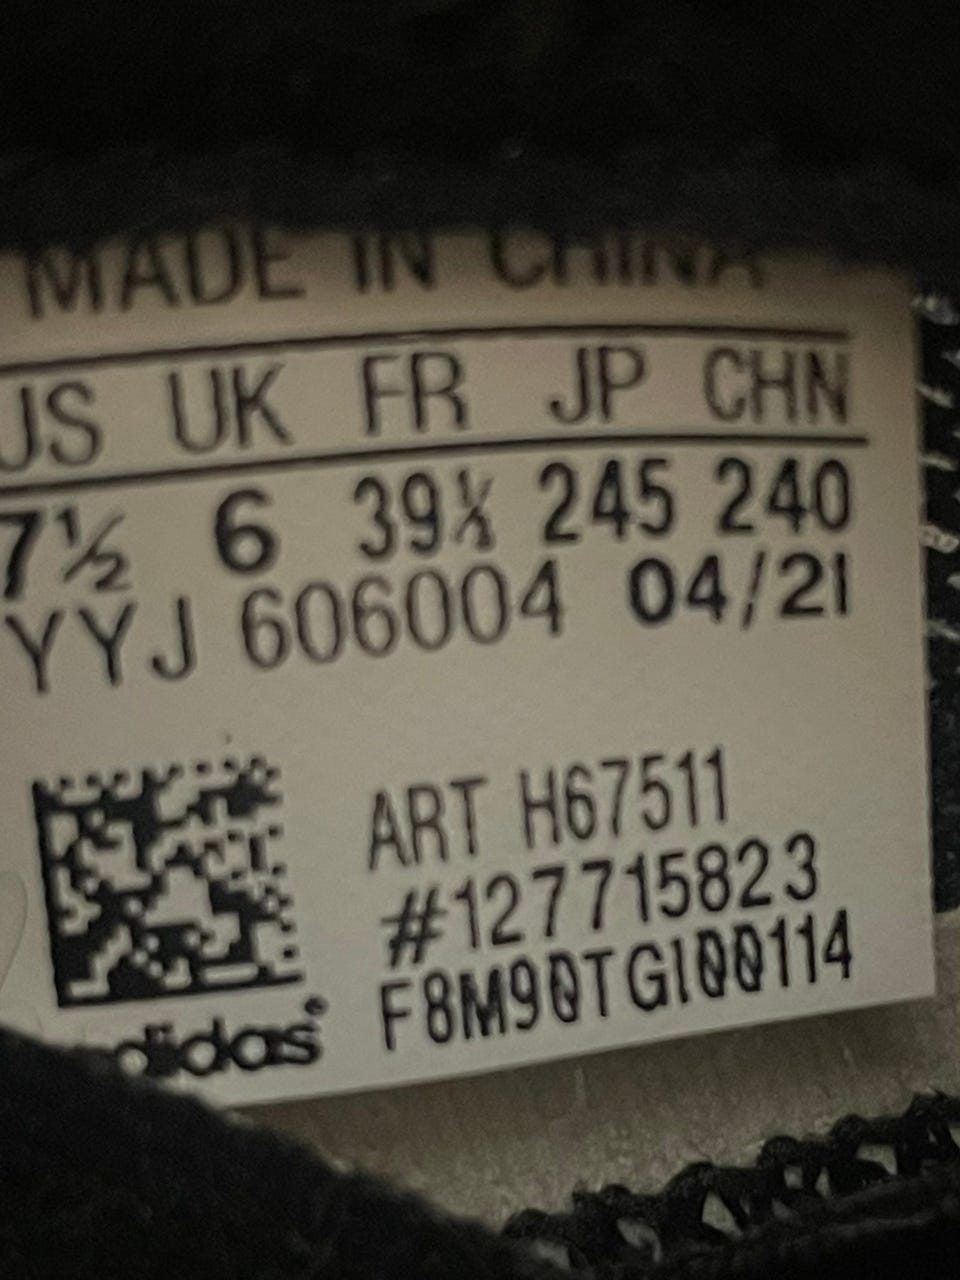 MADE IN CHINA
US UK FR JP CHN
7½ 6 39⅓ 245 240
YYJ 606004 04/21
ART H67511
#127715823
F8M90TGI00114
adidas®